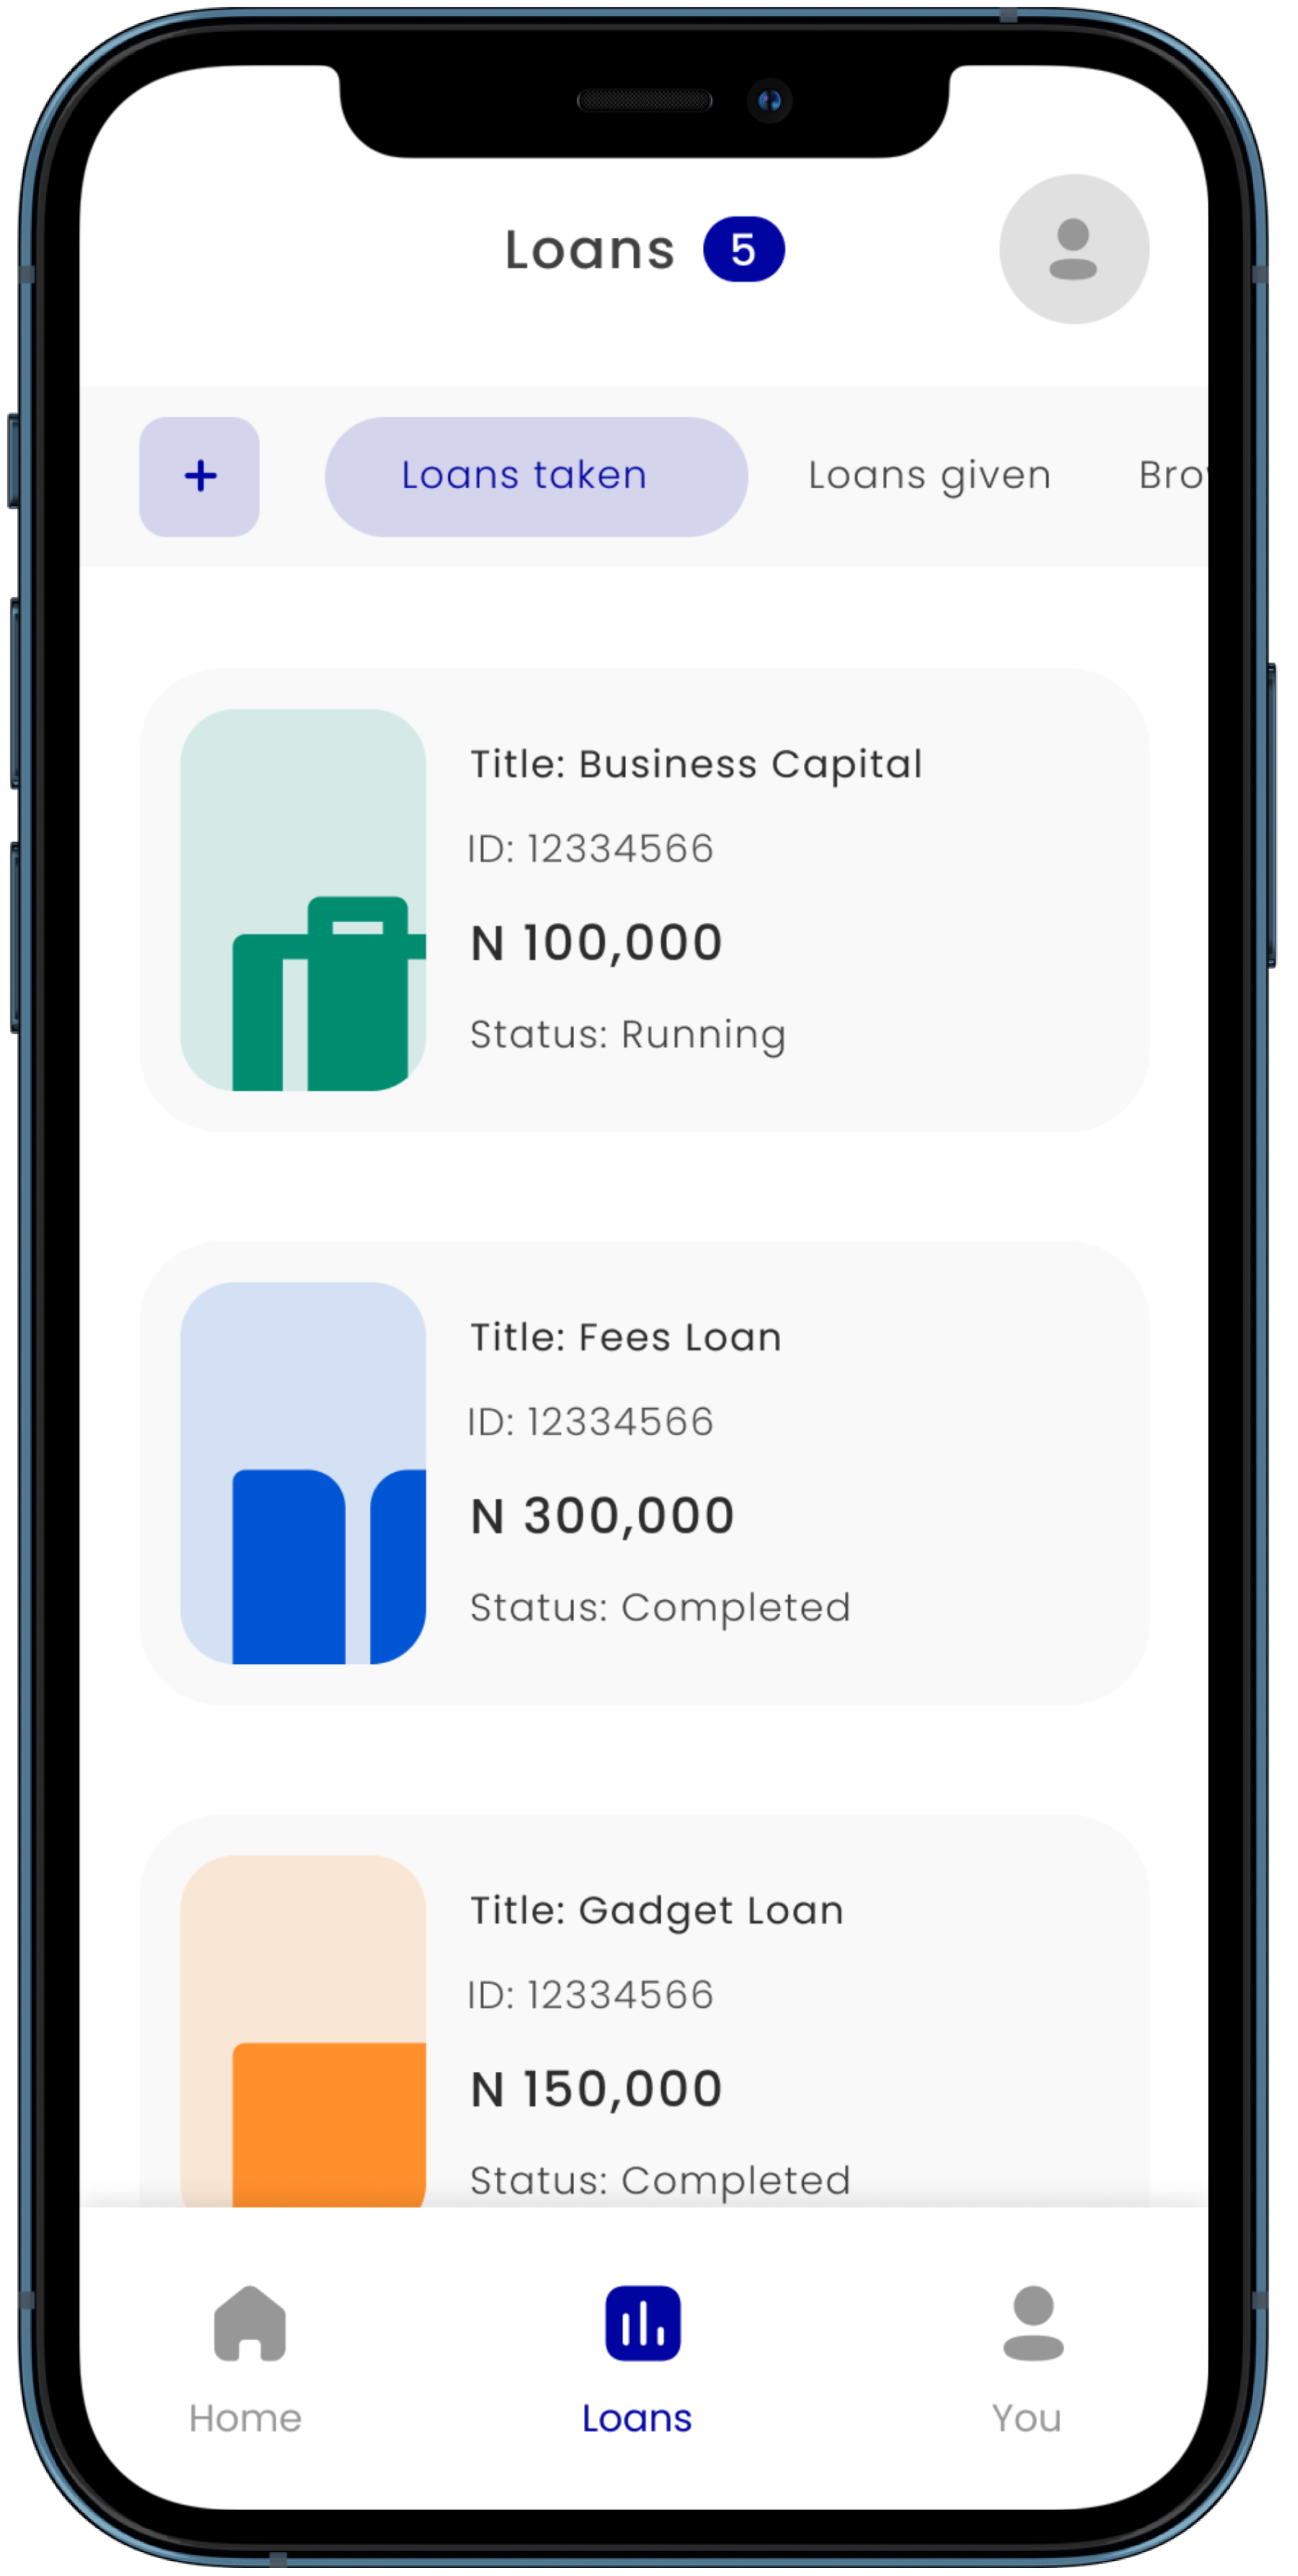 Loans 5
+
Loans taken
Loans given
Bro
Title: Business Capital
ID: 12334566
N 100,000
Status: Running
Title: Fees Loan
ID: 12334566
N 300,000
Status: Completed
Title: Gadget Loan
ID: 12334566
N 150,000
Status: Completed
Home
Loans
You